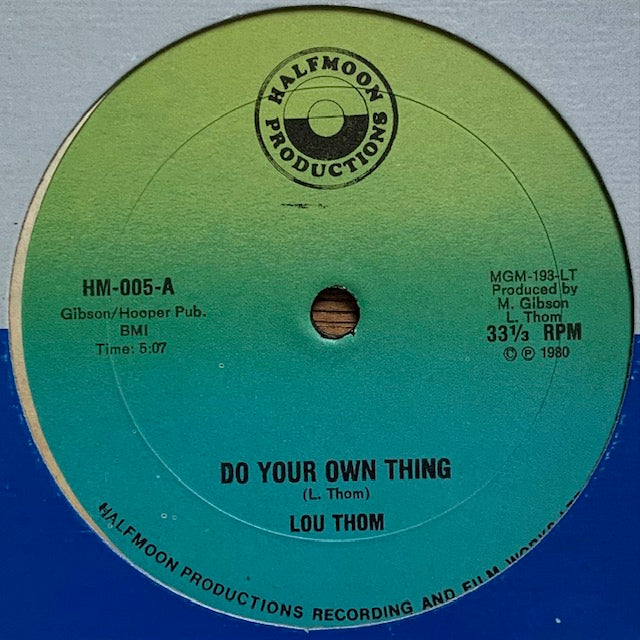 HALFMOON
PRODUCTIONS
HM-005-A
Gibson/Hooper Pub.
BMI
Time: 5:07
MGM-193-LT
Produced by
M. Gibson
L. Thom
33⅓ RPM
© ℗ 1980
DO YOUR OWN THING
(L. Thom)
LOU THOM
HALFMOON PRODUCTIONS RECORDING AND FILM WORKS